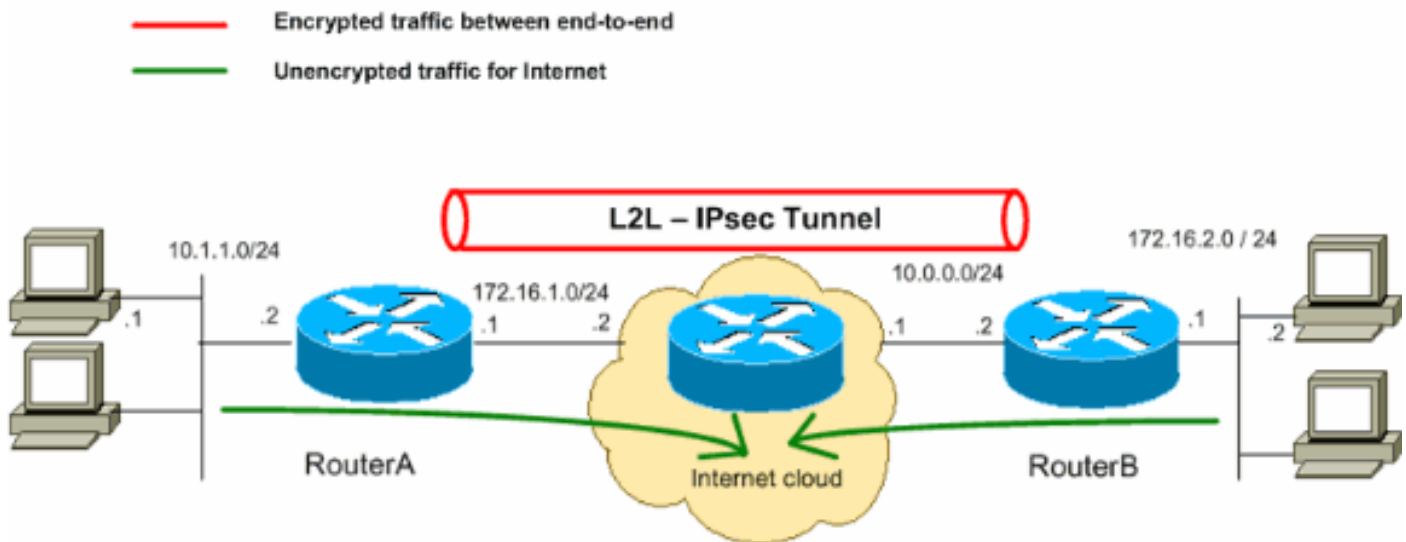 Encrypted traffic between end-to-end
Unencrypted traffic for Internet
L2L – IPsec Tunnel
10.1.1.0/24
172.16.1.0/24
10.0.0.0/24
172.16.2.0 / 24
.1
.2
.1
.2
.1
.2
.1
.2
RouterA
Internet cloud
RouterB